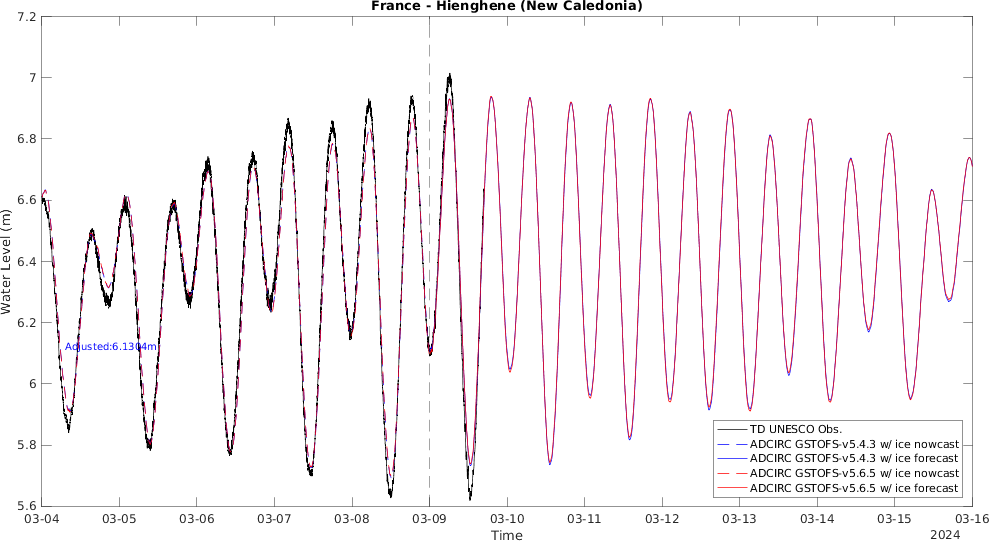 France - Hienghene (New Caledonia)
7.2
7
6.8
6.6
6.4
6.2
6
5.8
5.6
Water Level (m)
Adjusted:6.1304m
TD UNESCO Obs.
ADCIRC GSTOFS-v5.4.3 w/ ice nowcast
ADCIRC GSTOFS-v5.4.3 w/ ice forecast
ADCIRC GSTOFS-v5.6.5 w/ ice nowcast
ADCIRC GSTOFS-v5.6.5 w/ ice forecast
03-04 03-05 03-06 03-07 03-08 03-09 03-10 03-11 03-12 03-13 03-14 03-15 03-16
Time
2024